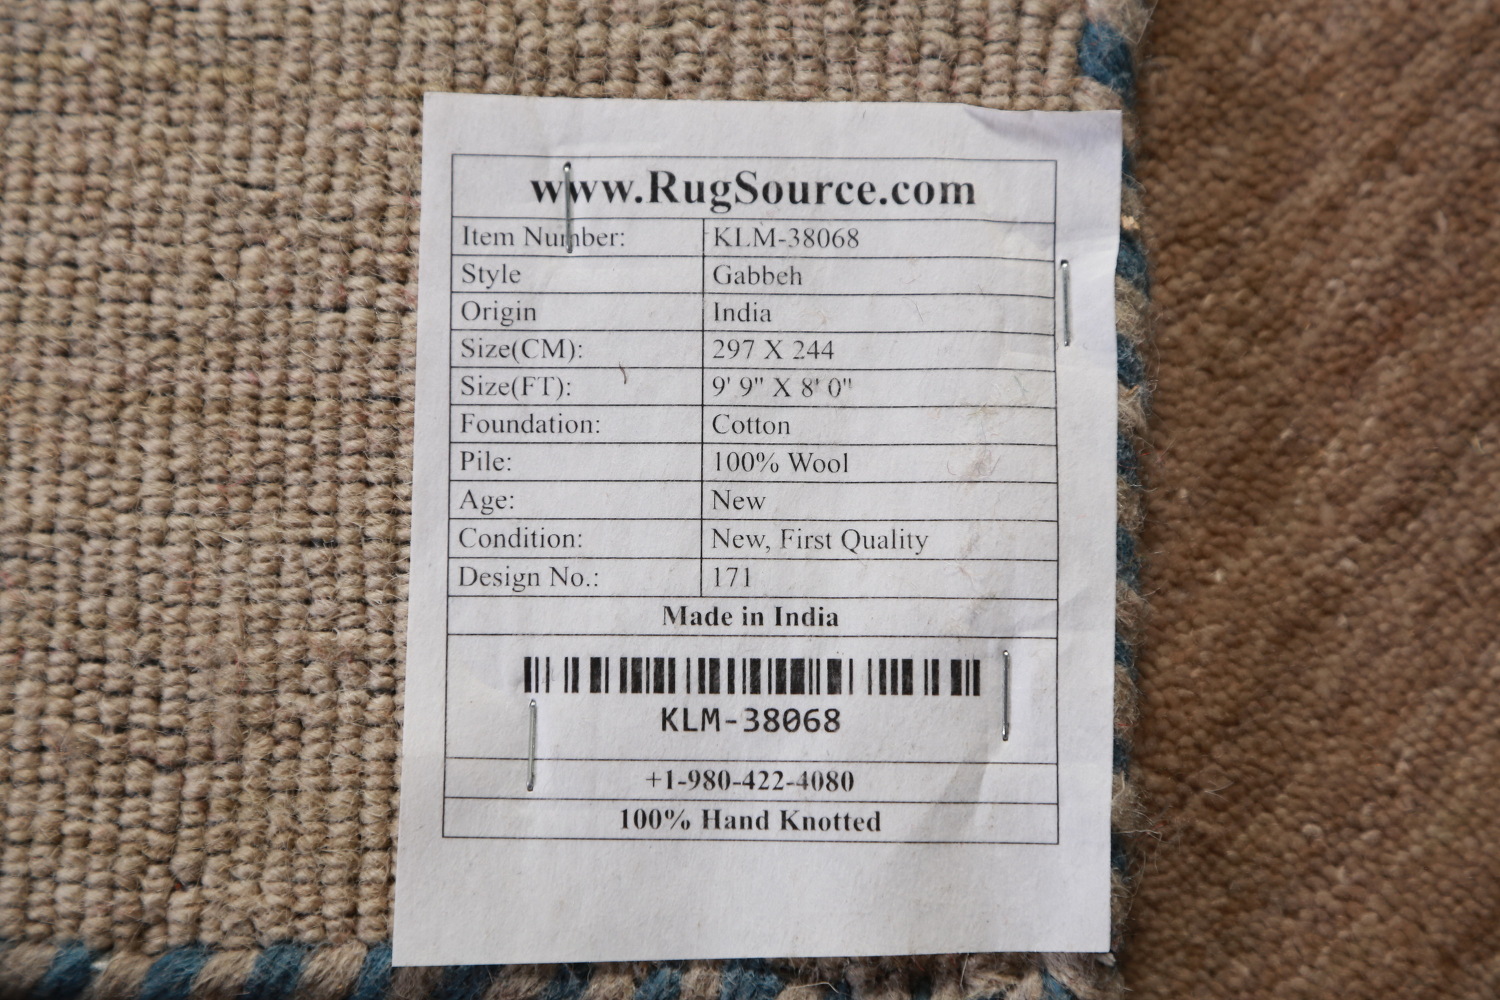 www.RugSource.com
Item Number: KLM-38068
Style Gabbeh
Origin India
Size(CM): 297 X 244
Size(FT): 9' 9" X 8' 0"
Foundation: Cotton
Pile: 100% Wool
Age: New
Condition: New, First Quality
Design No.: 171
Made in India
KLM-38068
+1-980-422-4080
100% Hand Knotted